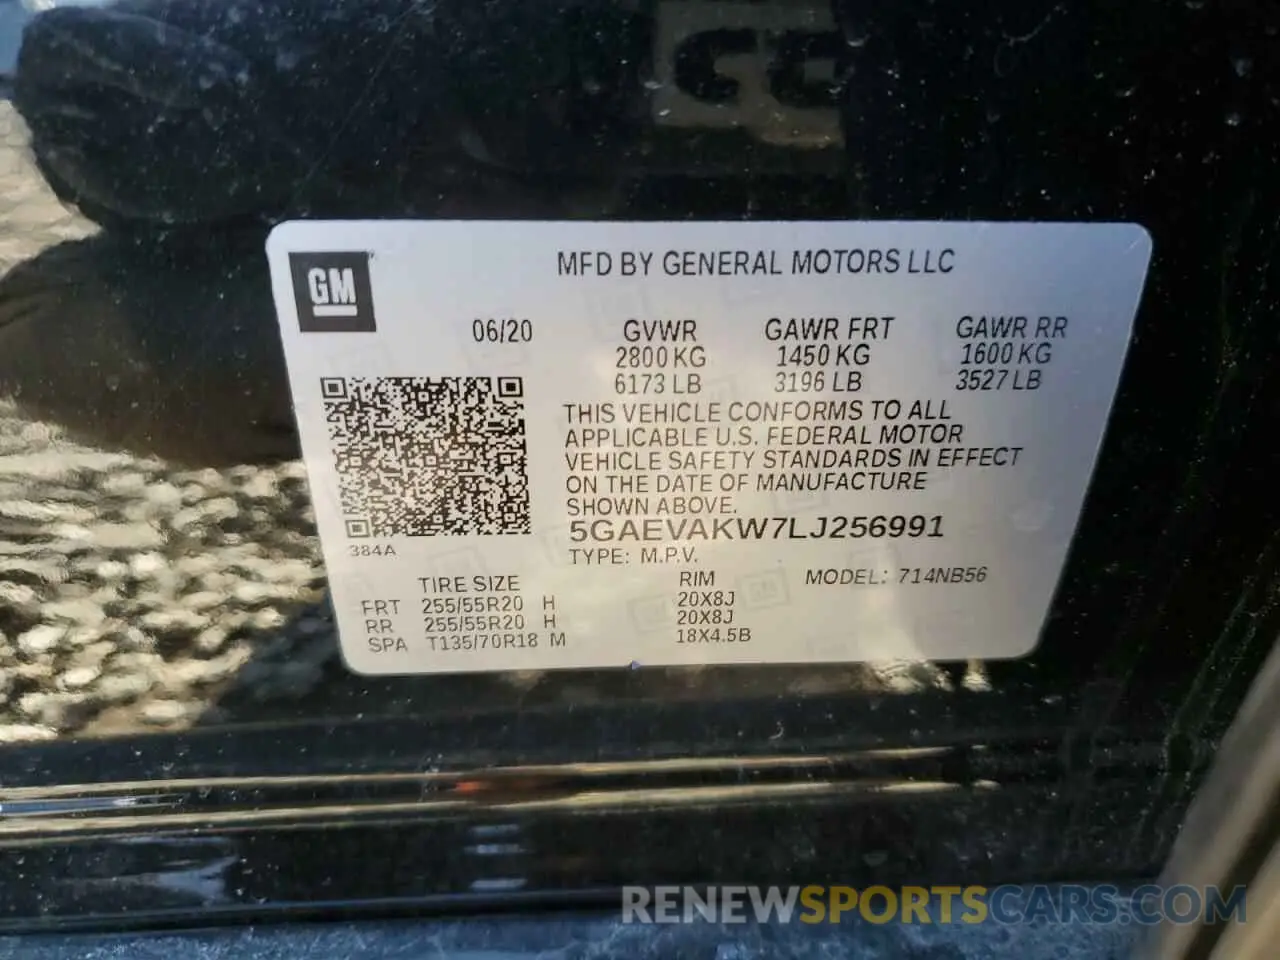 GM
MFD BY GENERAL MOTORS LLC
06/20 GVWR GAWR FRT GAWR RR
2800 KG 1450 KG 1600 KG
6173 LB 3196 LB 3527 LB
THIS VEHICLE CONFORMS TO ALL
APPLICABLE U.S. FEDERAL MOTOR
VEHICLE SAFETY STANDARDS IN EFFECT
ON THE DATE OF MANUFACTURE
SHOWN ABOVE.
5GAEVAKW7LJ256991
384A
TYPE: M.P.V.
TIRE SIZE RIM MODEL: 714NB56
FRT 255/55R20 H 20X8J
RR 255/55R20 H 20X8J
SPA T135/70R18 M 18X4.5B
RENEWSPORTSCARS.COM